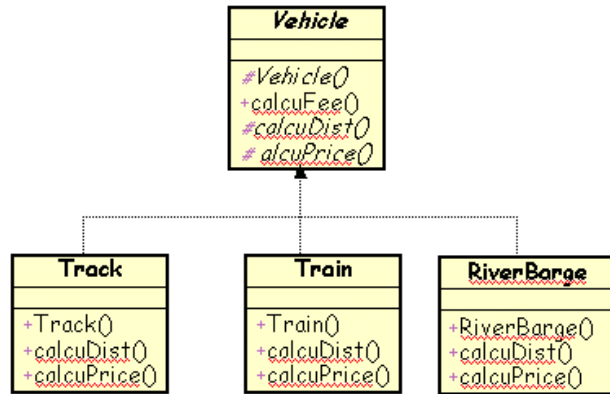 Vehicle
#Vehicle()
+calcuFee()
#calcuDist()
# alcuPrice()
Track
+Track()
+calcuDist()
+calcuPrice()
Train
+Train()
+calcuDist()
+calcuPrice()
RiverBarge
+RiverBarge()
+calcuDist()
+calcuPrice()